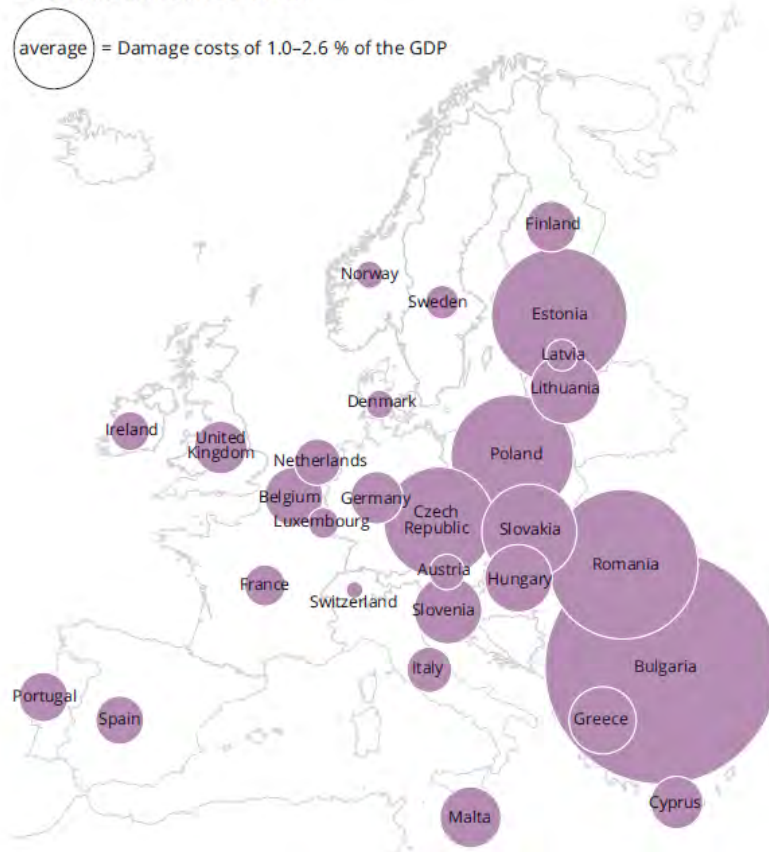 average = Damage costs of 1.0–2.6 % of the GDP
Finland
Norway
Sweden
Estonia
Latvia
Lithuania
Denmark
Ireland
United
Kingdom
Netherlands
Poland
Belgium
Germany
Czech
Republic
Luxembourg
Slovakia
Romania
Austria
Hungary
France
Switzerland
Slovenia
Italy
Bulgaria
Portugal
Spain
Greece
Cyprus
Malta